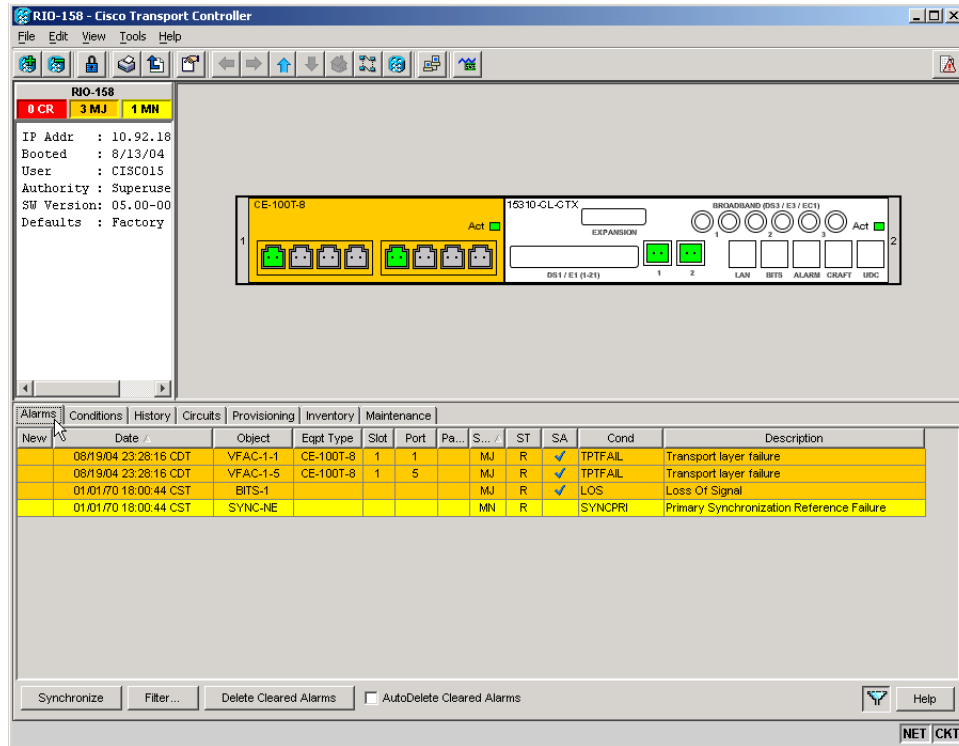 RIO-158 - Cisco Transport Controller
File Edit View Tools Help
RIO-158
0 CR 3 MJ 1 MN
IP Addr : 10.92.18
Booted : 8/13/04
User : CISCO15
Authority : Superuse
SW Version: 05.00-00
Defaults : Factory
CE-100T-8
Act
1
15310-CL-CTX
EXPANSION
BROADBAND (DS3 / E3 / EC1)
1 2 3
Act
2
DS1 / E1 (1-21)
1 2
LAN BITS ALARM CRAFT UDC
Alarms Conditions History Circuits Provisioning Inventory Maintenance
New Date Object Eqpt Type Slot Port Pa... S... ST SA Cond Description
08/19/04 23:28:16 CDT VFAC-1-1 CE-100T-8 1 1 MJ R TPTFAIL Transport layer failure
08/19/04 23:28:16 CDT VFAC-1-5 CE-100T-8 1 5 MJ R TPTFAIL Transport layer failure
01/01/70 18:00:44 CST BITS-1 MJ R LOS Loss Of Signal
01/01/70 18:00:44 CST SYNC-NE MN R SYNCPRI Primary Synchronization Reference Failure
Synchronize Filter... Delete Cleared Alarms AutoDelete Cleared Alarms Help
NET CKT